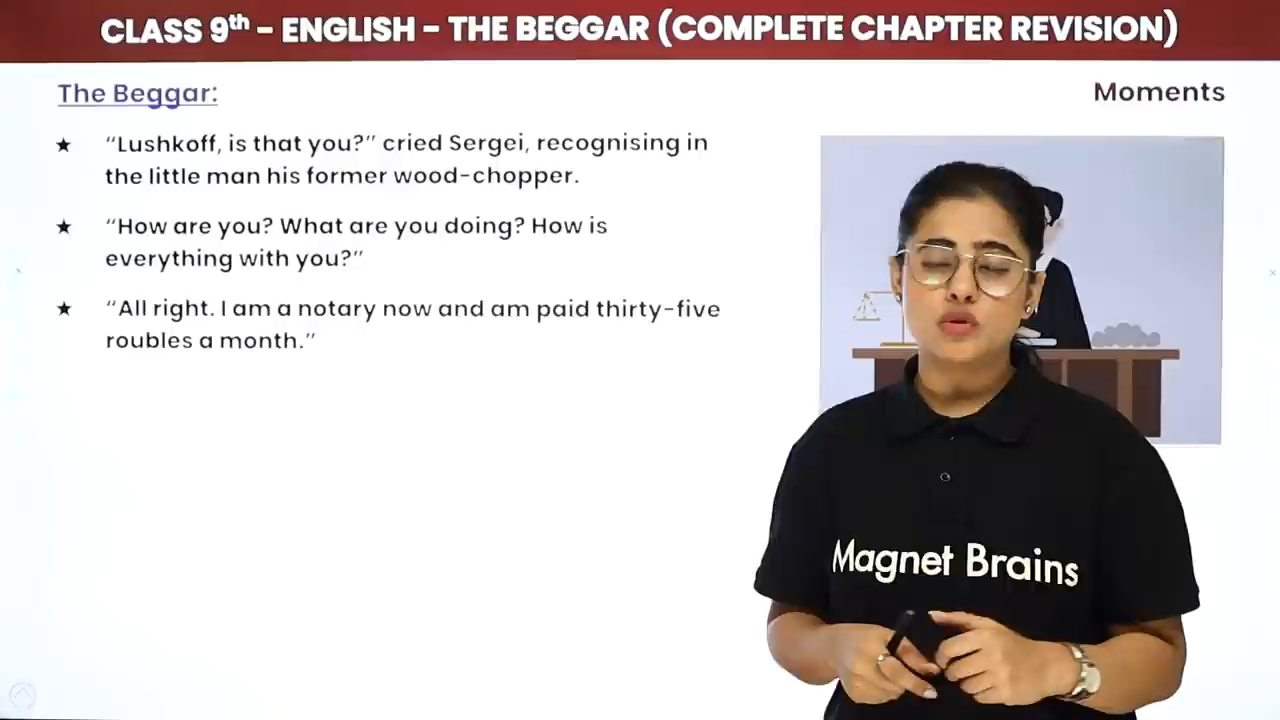 CLASS 9th – ENGLISH – THE BEGGAR (COMPLETE CHAPTER REVISION)
The Beggar:
Moments
★ “Lushkoff, is that you?” cried Sergei, recognising in
the little man his former wood-chopper.
★ “How are you? What are you doing? How is
everything with you?”
★ “All right. I am a notary now and am paid thirty-five
roubles a month.”
Magnet Brains